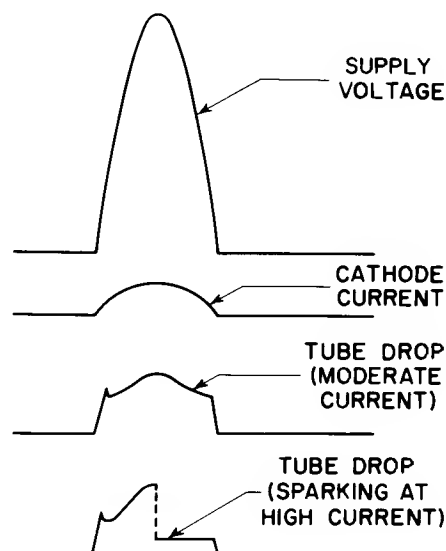 SUPPLY
VOLTAGE
CATHODE
CURRENT
TUBE DROP
(MODERATE
CURRENT)
TUBE DROP
(SPARKING AT
HIGH CURRENT)